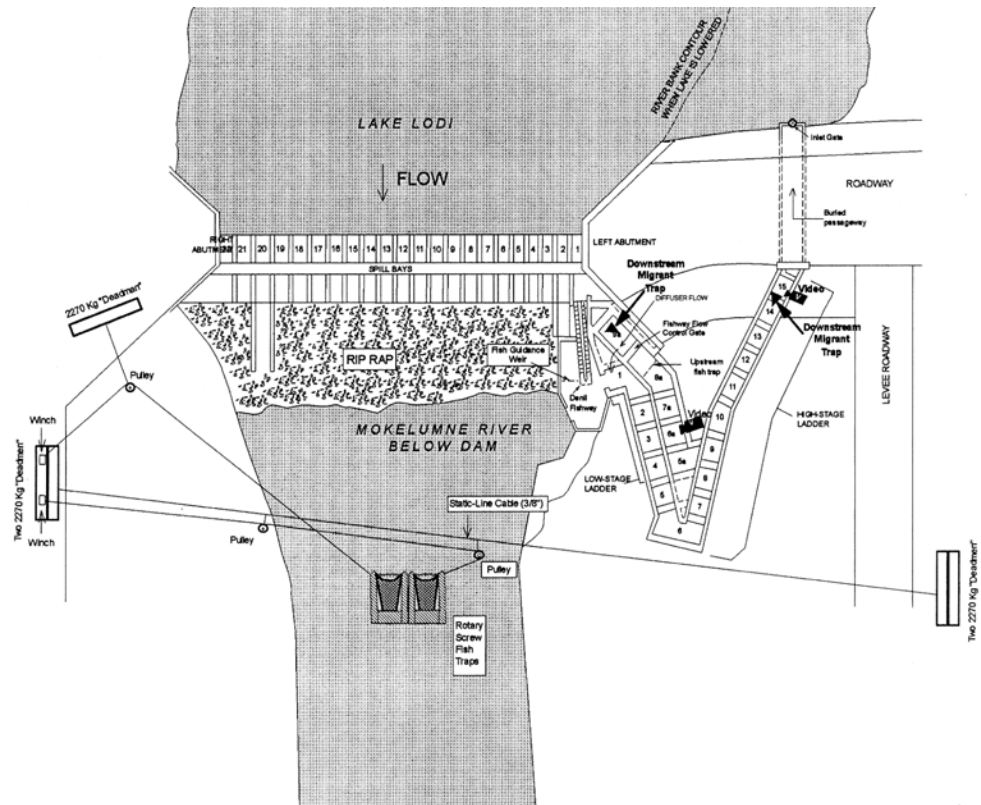 RIVER BANK CONTOUR
WHEN LAKE IS LOWERED
LAKE LODI
FLOW
Inlet Gate
ROADWAY
Buried
passageway
RIGHT
ABUTMENT
21
20
19
18
17
16
15
14
13
12
11
10
9
8
7
6
5
4
3
2
1
LEFT ABUTMENT
SPILL BAYS
Downstream
Migrant
Trap
DIFFUSER FLOW
15
Video
14
Downstream
Migrant
Trap
2270 Kg "Deadmen"
Fishway Flow
Control Gate
13
RIP RAP
Fish Guidance
Weir
Upstream
fish trap
12
Pulley
1
6a
11
Denil
Fishway
LEVEE ROADWAY
Winch
2
7a
10
HIGH-STAGE
LADDER
MOKELUMNE RIVER
BELOW DAM
Video
3
9
4
5a
8
LOW-STAGE
LADDER
5
7
Two 2270 Kg "Deadmen"
Static-Line Cable (3/8")
6
Winch
Pulley
Pulley
Two 2270 Kg "Deadmen"
Rotary
Screw
Fish
Traps